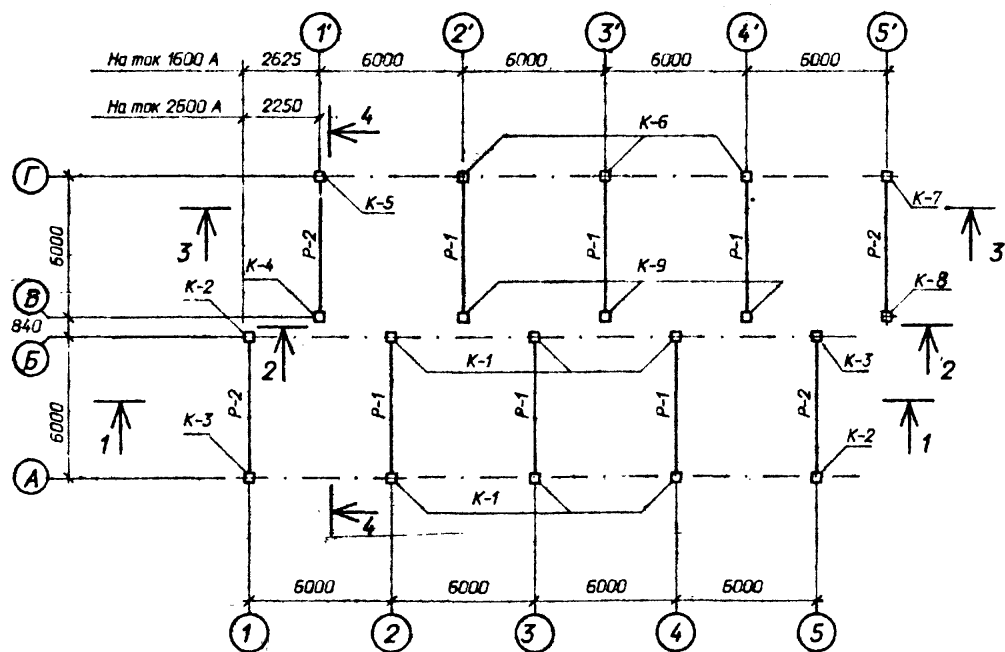 1' 2' 3' 4' 5'
На ток 1600 А 2625 6000 6000 6000 6000
На ток 2600 А 2250
4 К-6
Г
К-5 К-7
3 3
6000 Р-2 Р-1 Р-1 Р-1 Р-2
К-4 К-9
К-2 К-8
В
840
Б
2 К-1 К-3 2
6000 Р-2 Р-1 Р-1 Р-1 Р-2
1 1
К-3 К-2
А
К-1
4
6000 6000 6000 6000
1 2 3 4 5